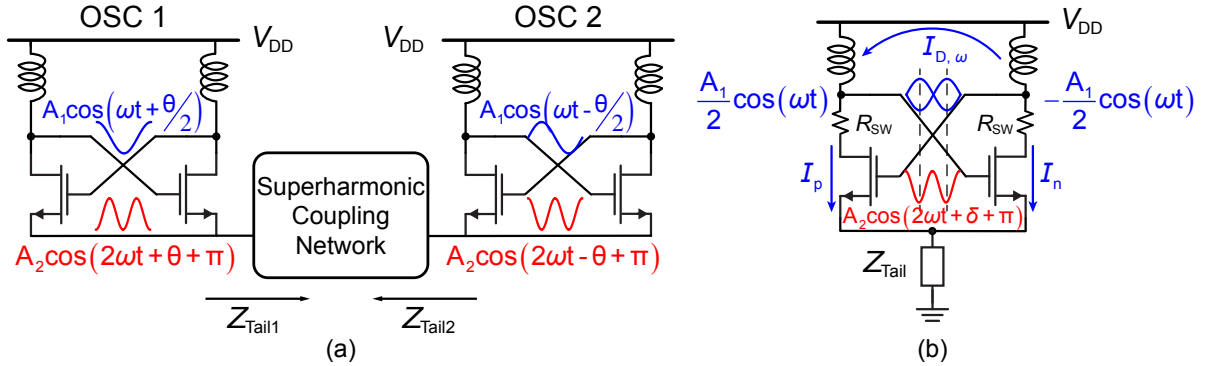 OSC 1
OSC 2
V_DD
V_DD
A₁cos(ωt+θ/2)
A₁cos(ωt-θ/2)
Superharmonic
Coupling
Network
A₂cos(2ωt+θ+π)
A₂cos(2ωt-θ+π)
Z_Tail1
Z_Tail2
(a)
V_DD
I_D, ω
A₁/2 cos(ωt)
-A₁/2 cos(ωt)
R_SW
R_SW
I_p
I_n
A₂cos(2ωt+δ+π)
Z_Tail
(b)